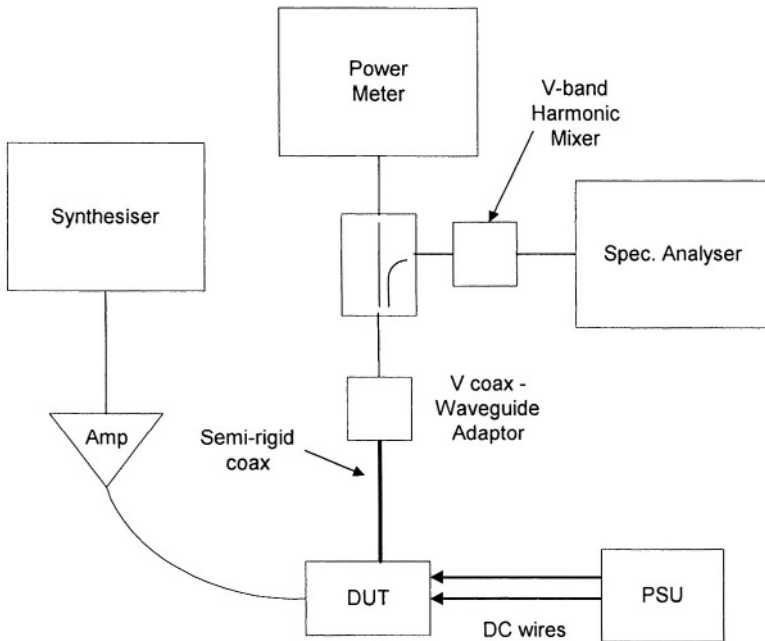 Power
Meter
V-band
Harmonic
Mixer
Synthesiser
Spec. Analyser
V coax -
Waveguide
Adaptor
Amp
Semi-rigid
coax
DUT
PSU
DC wires